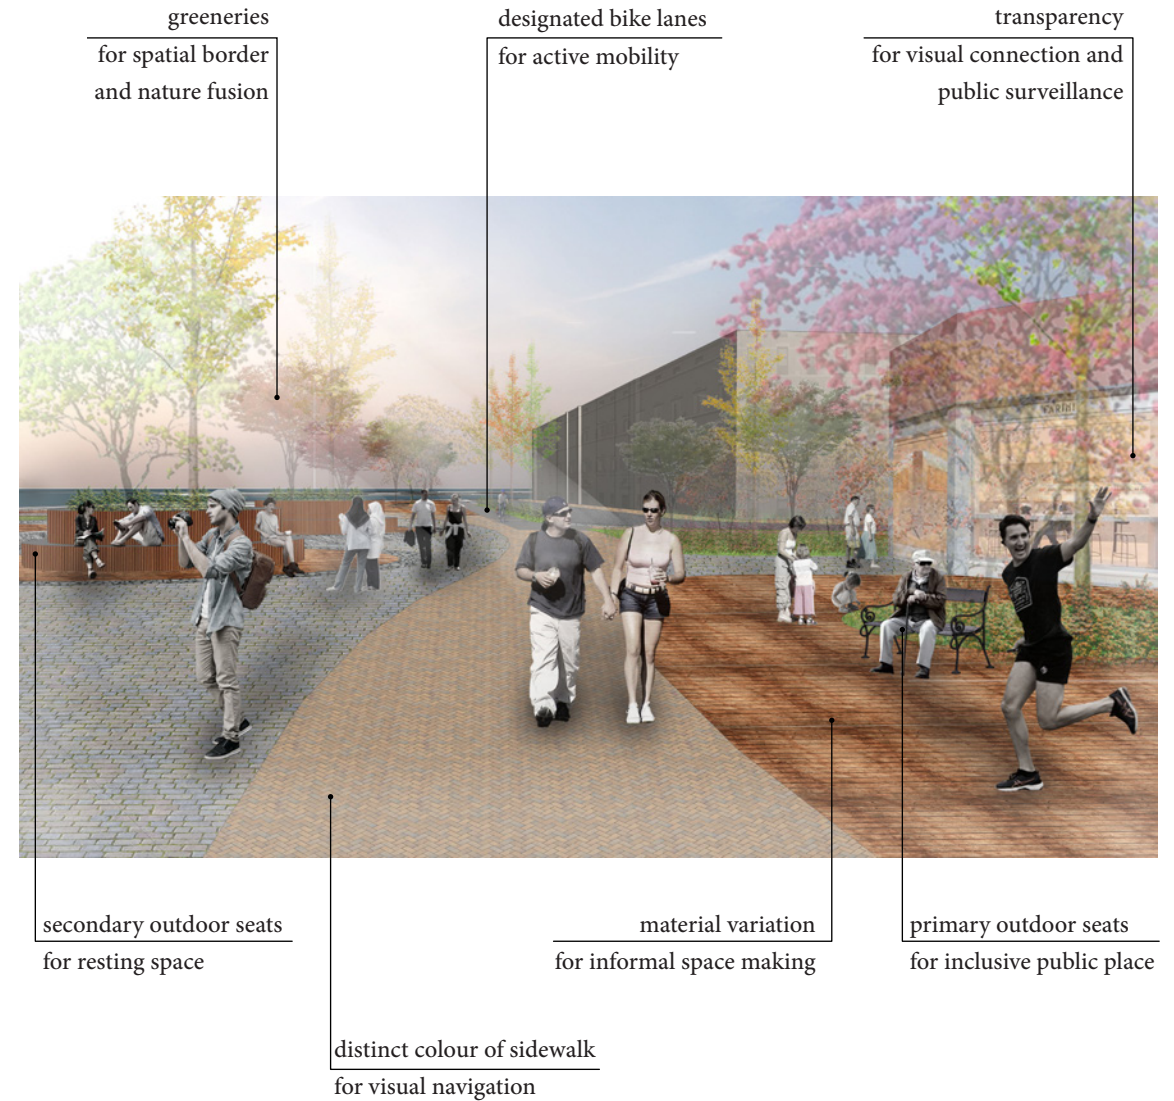 greeneries
for spatial border
and nature fusion
designated bike lanes
for active mobility
transparency
for visual connection and
public surveillance
secondary outdoor seats
for resting space
material variation
for informal space making
primary outdoor seats
for inclusive public place
distinct colour of sidewalk
for visual navigation